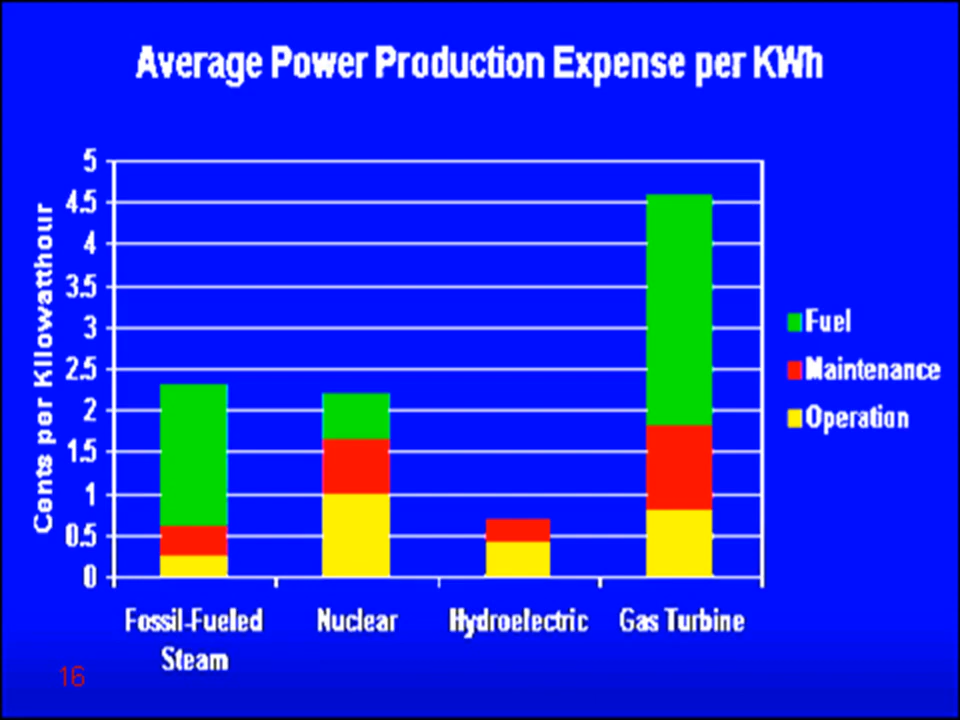 Average Power Production Expense per KWh
Cents per Kilowatthour
5
4.5
4
3.5
3
2.5
2
1.5
1
0.5
0
Fuel
Maintenance
Operation
Fossil-Fueled
Steam
Nuclear
Hydroelectric
Gas Turbine
16